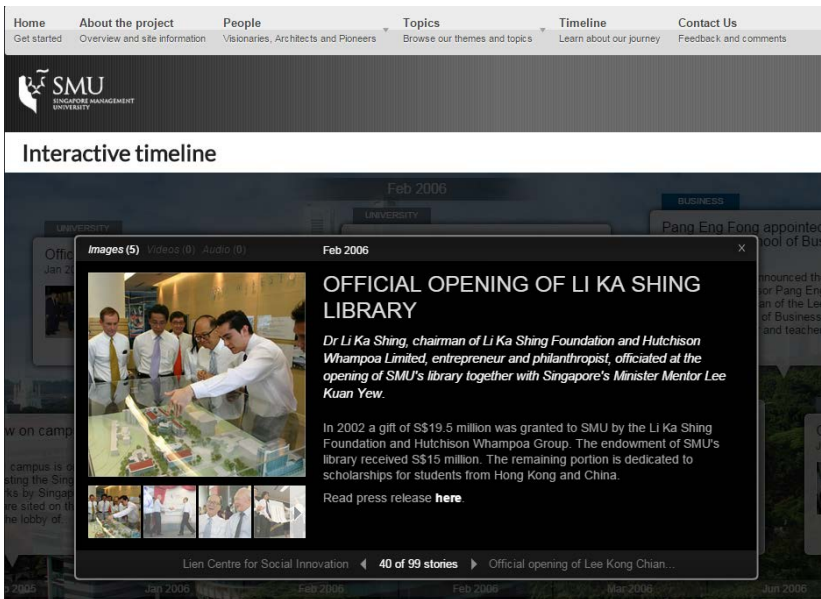 Home About the project People Topics Timeline Contact Us
Get started Overview and site information Visionaries, Architects and Pioneers Browse our themes and topics Learn about our journey Feedback and comments
SMU
SINGAPORE MANAGEMENT
UNIVERSITY
Interactive timeline
Feb 2006
UNIVERSITY
UNIVERSITY
BUSINESS
Pang Eng Fong appointed
Images (5) Videos (0) Audio (0)
Feb 2006
x
OFFICIAL OPENING OF LI KA SHING
LIBRARY
Dr Li Ka Shing, chairman of Li Ka Shing Foundation and Hutchison
Whampoa Limited, entrepreneur and philanthropist, officiated at the
opening of SMU's library together with Singapore's Minister Mentor Lee
Kuan Yew.
In 2002 a gift of S$19.5 million was granted to SMU by the Li Ka Shing
Foundation and Hutchison Whampoa Group. The endowment of SMU's
library received S$15 million. The remaining portion is dedicated to
scholarships for students from Hong Kong and China.
Read press release here.
Lien Centre for Social Innovation 40 of 99 stories Official opening of Lee Kong Chian...
2005 Jan 2006 Feb 2006 Feb 2006 Mar 2006 Jun 2006